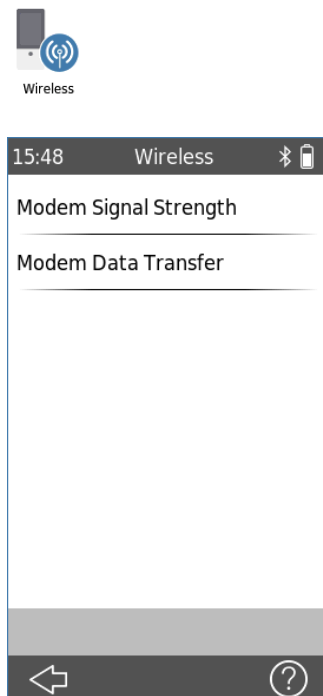 Wireless
15:48 Wireless
Modem Signal Strength
Modem Data Transfer
?